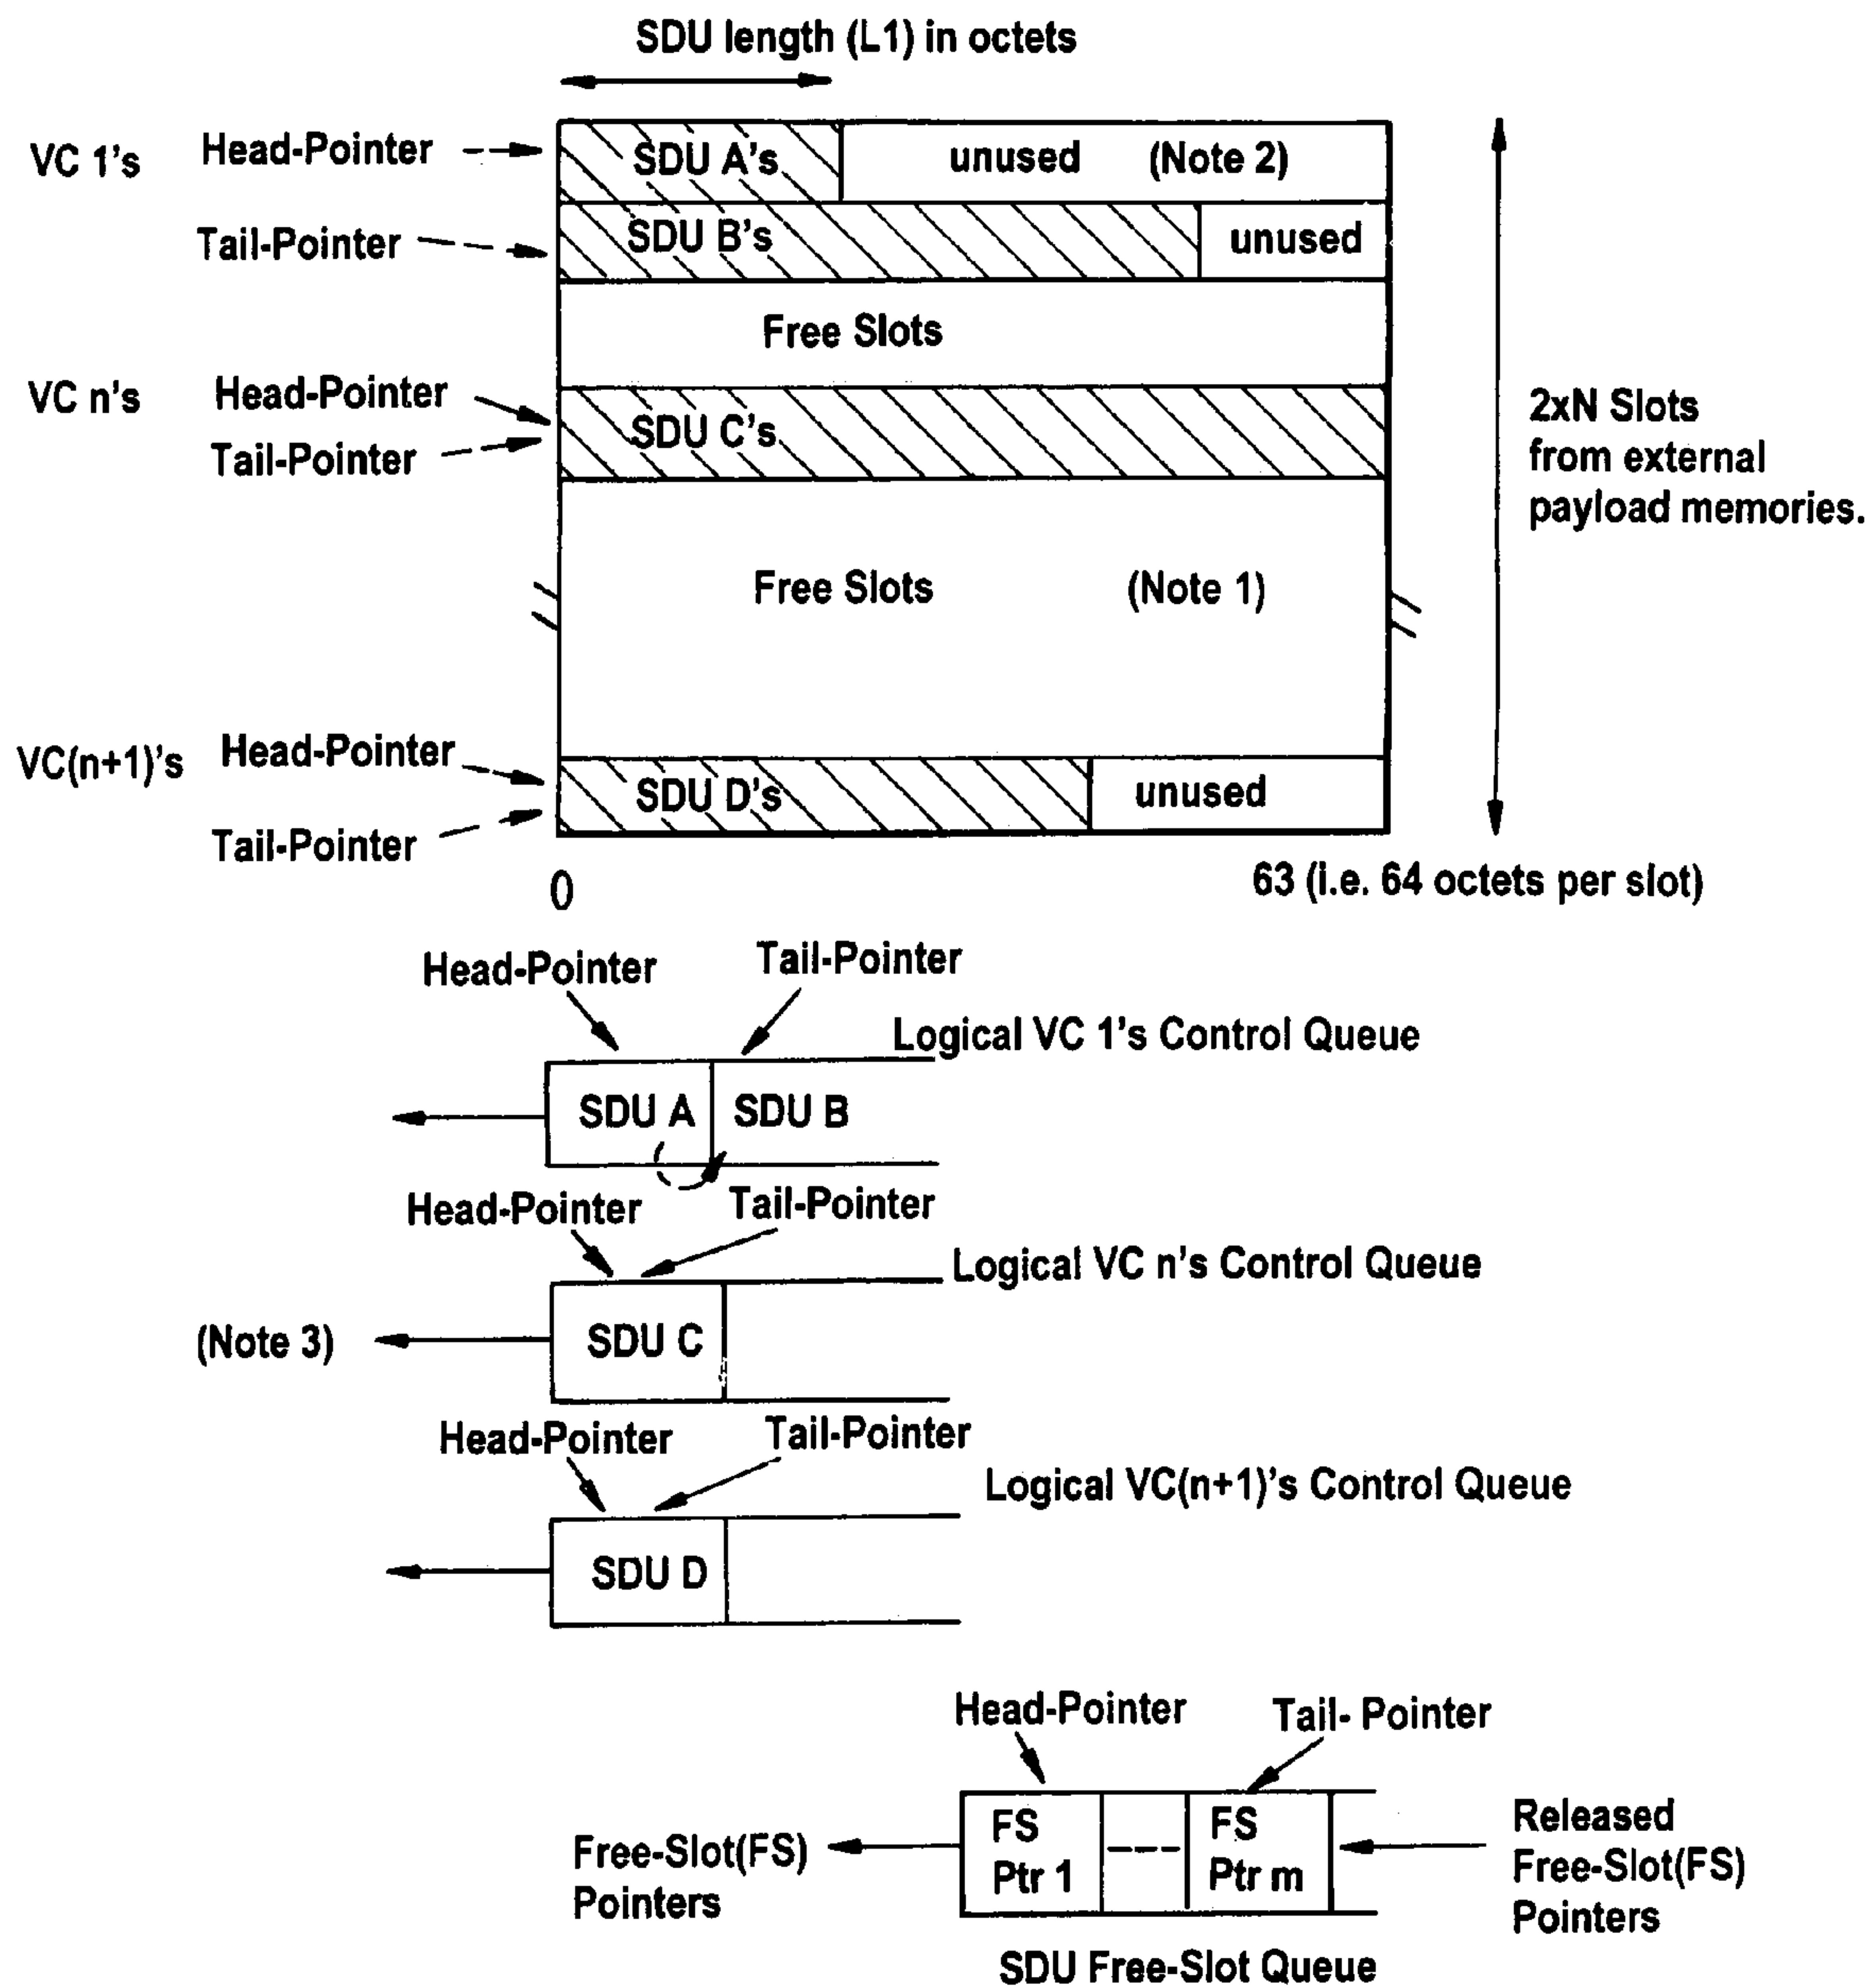 SDU length (L1) in octets
VC 1's
Head-Pointer
SDU A's
unused
(Note 2)
Tail-Pointer
SDU B's
unused
Free Slots
VC n's
Head-Pointer
Tail-Pointer
SDU C's
2xN Slots
from external
payload memories.
Free Slots
(Note 1)
VC(n+1)'s
Head-Pointer
Tail-Pointer
SDU D's
unused
0
63 (i.e. 64 octets per slot)
Head-Pointer
Tail-Pointer
Logical VC 1's Control Queue
SDU A
SDU B
Head-Pointer
Tail-Pointer
Logical VC n's Control Queue
(Note 3)
SDU C
Head-Pointer
Tail-Pointer
Logical VC(n+1)'s Control Queue
SDU D
Head-Pointer
Tail- Pointer
Free-Slot(FS)
Pointers
FS
Ptr 1
FS
Ptr m
Released
Free-Slot(FS)
Pointers
SDU Free-Slot Queue